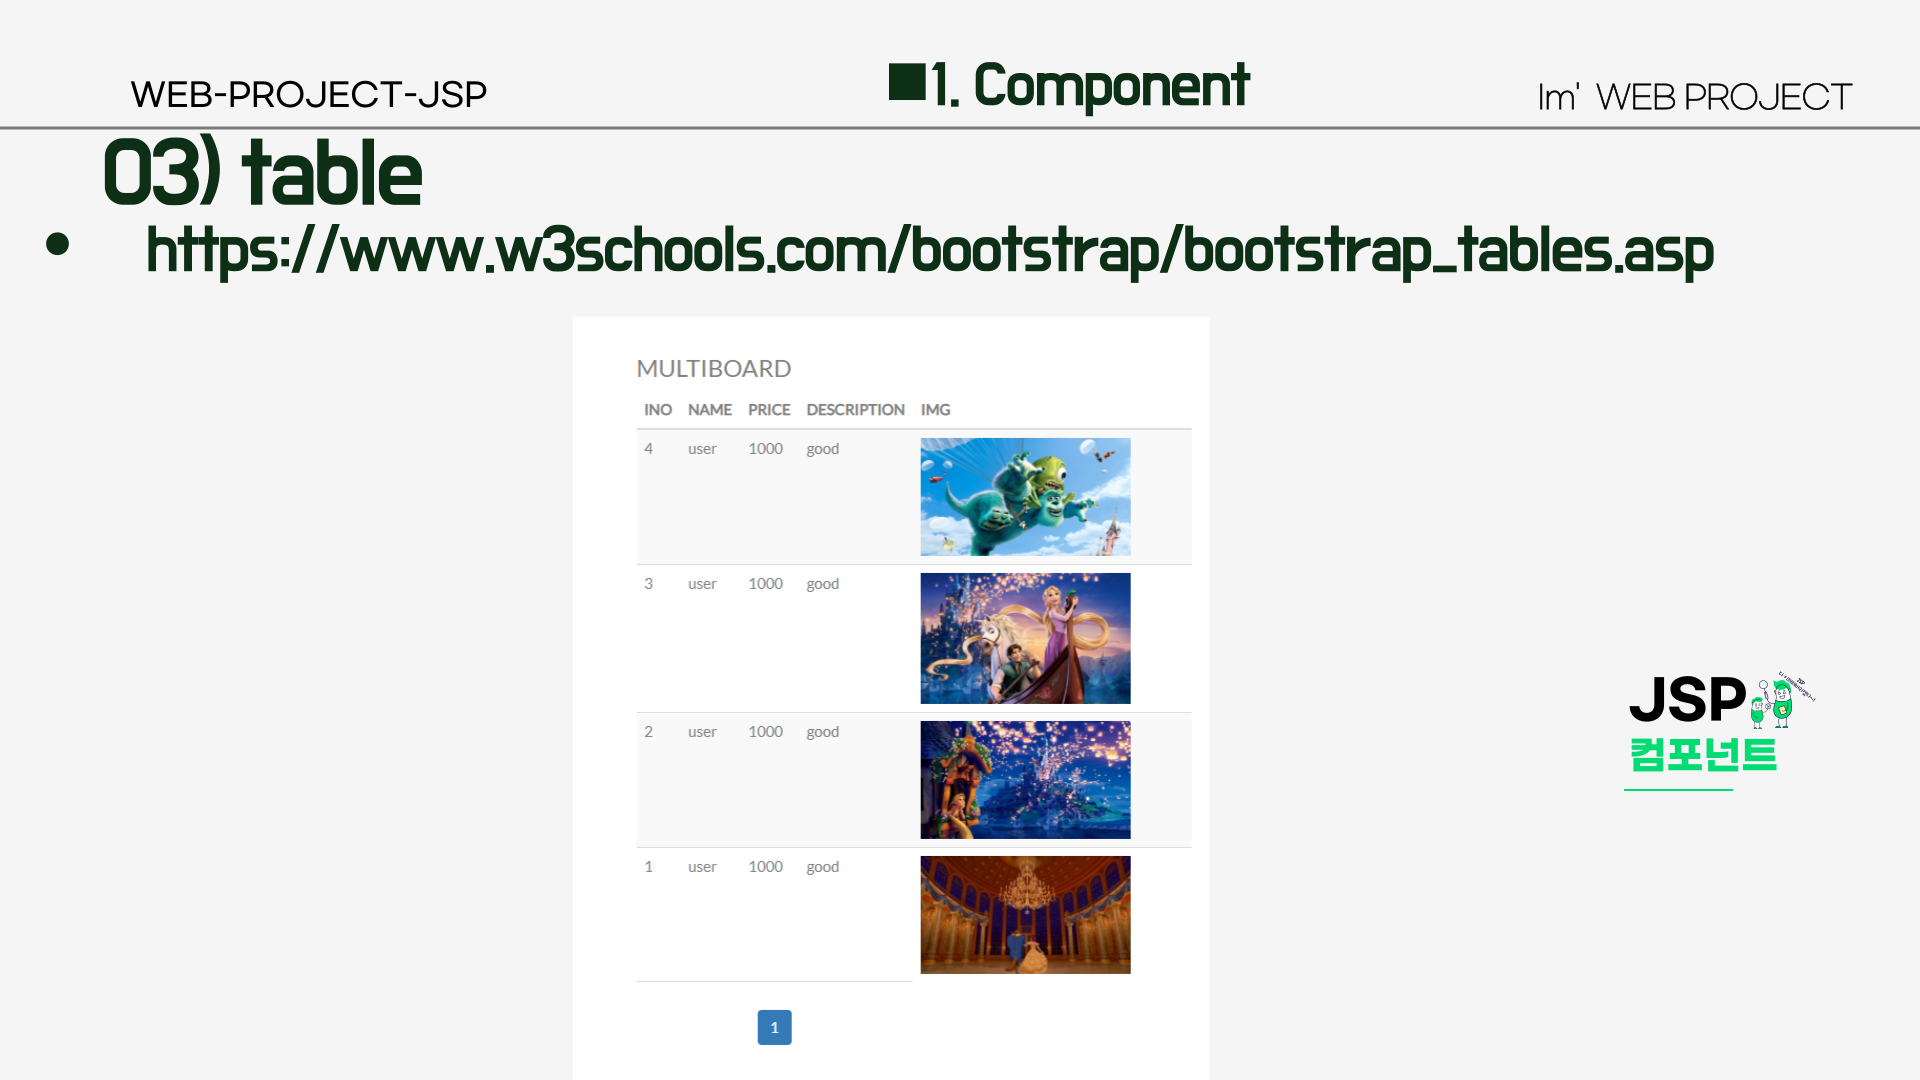 WEB-PROJECT-JSP
■1. Component
Im' WEB PROJECT
03) table
• https://www.w3schools.com/bootstrap/bootstrap_tables.asp
MULTIBOARD
INO NAME PRICE DESCRIPTION IMG
4 user 1000 good
3 user 1000 good
2 user 1000 good
1 user 1000 good
1
JSP
컴포넌트